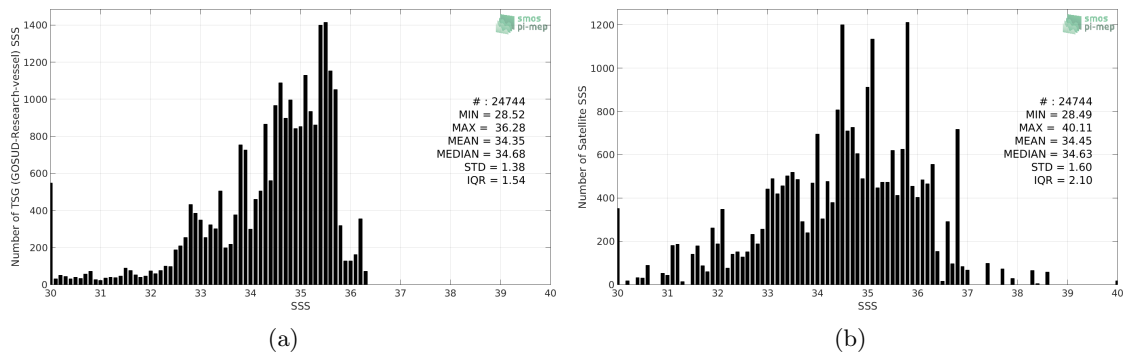 1400
1200
1000
800
600
400
200
0
Number of TSG (GOSUD-Research-vessel) SSS
30 31 32 33 34 35 36 37 38 39 40
SSS
smos
pi-mep
# : 24744
MIN = 28.52
MAX = 36.28
MEAN = 34.35
MEDIAN = 34.68
STD = 1.38
IQR = 1.54
(a)
1200
1000
800
600
400
200
0
Number of Satellite SSS
30 31 32 33 34 35 36 37 38 39 40
SSS
smos
pi-mep
# : 24744
MIN = 28.49
MAX = 40.11
MEAN = 34.45
MEDIAN = 34.63
STD = 1.60
IQR = 2.10
(b)